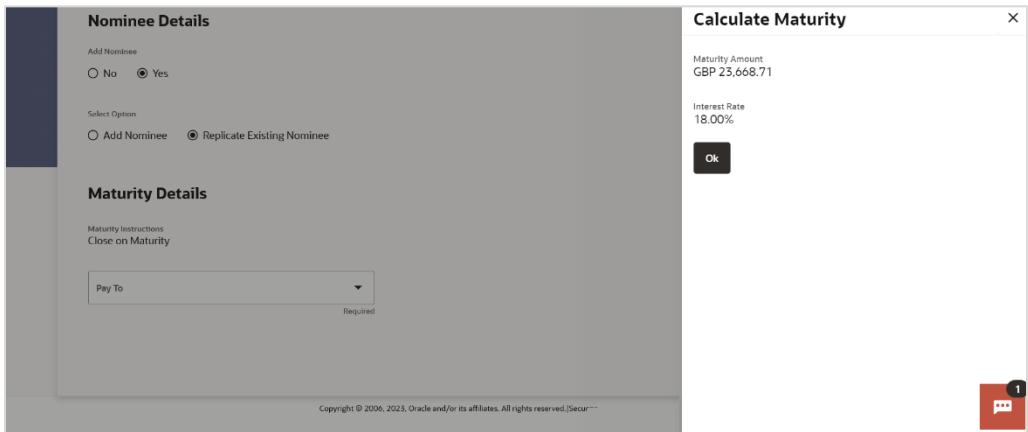 Nominee Details
Add Nominee
No Yes
Select Option
Add Nominee Replicate Existing Nominee
Maturity Details
Maturity Instructions
Close on Maturity
Pay To
Required
Copyright © 2006, 2023, Oracle and/or its affiliates. All rights reserved.|Secur
Calculate Maturity
Maturity Amount
GBP 23,668.71
Interest Rate
18.00%
Ok
1